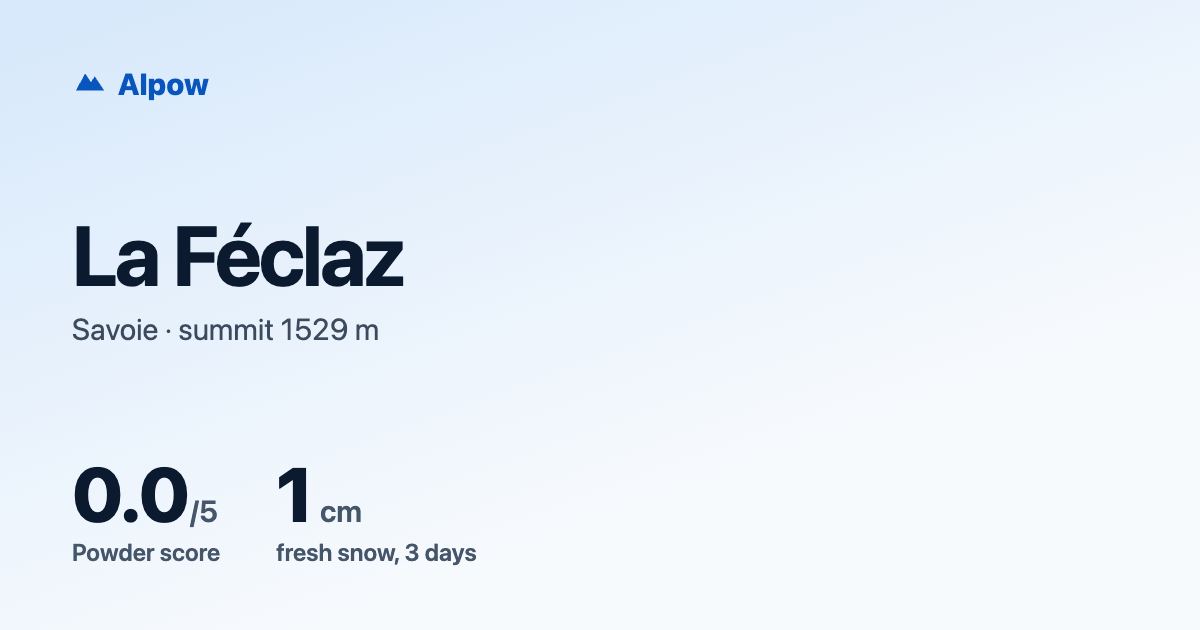 Alpow
La Féclaz
Savoie · summit 1529 m
0.0/5 1 cm
Powder score fresh snow, 3 days